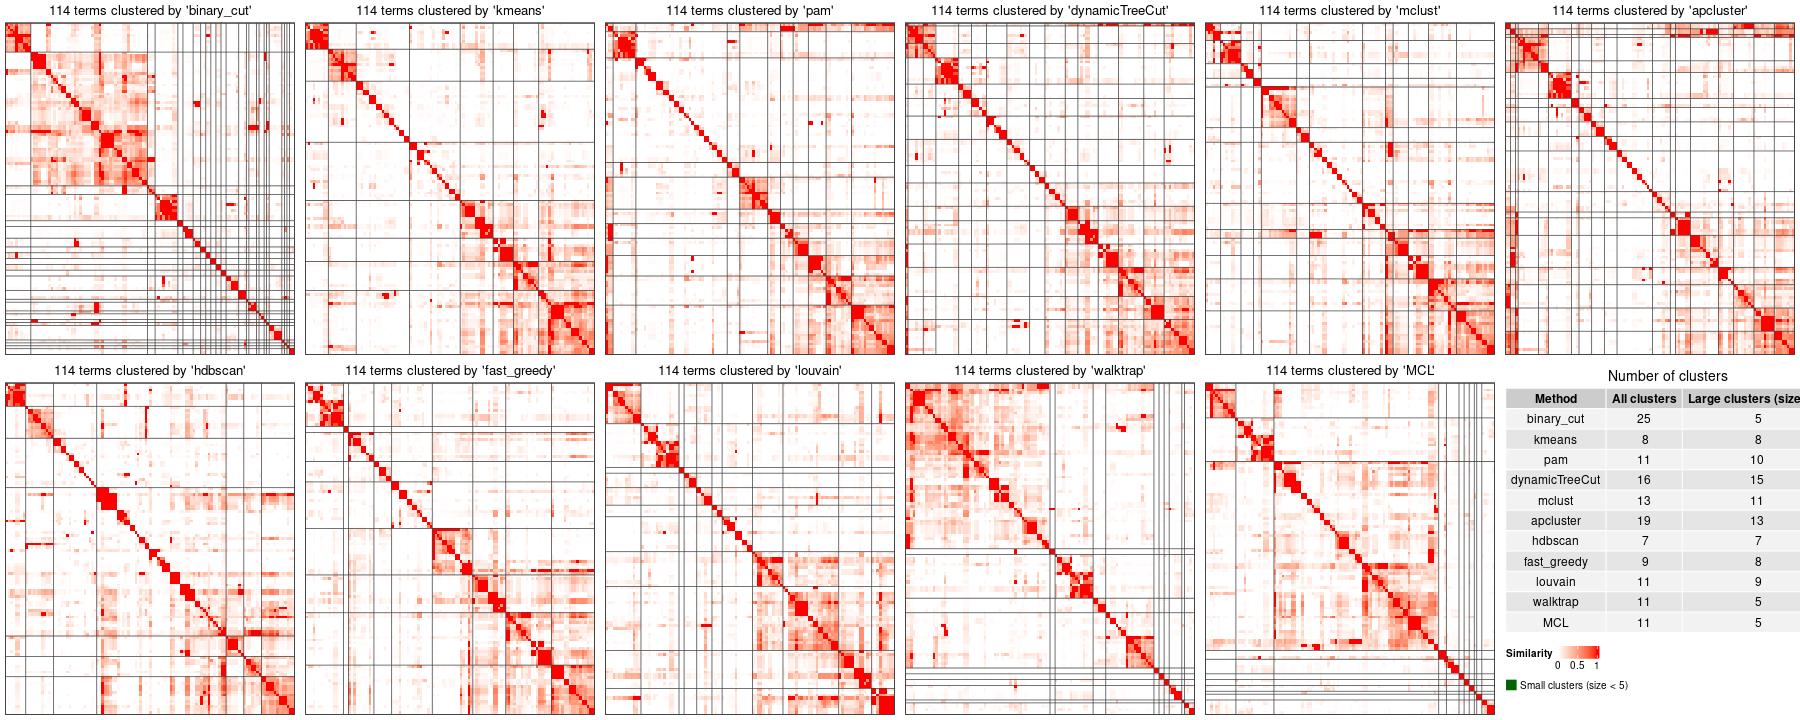 114 terms clustered by 'binary_cut'
114 terms clustered by 'kmeans'
114 terms clustered by 'pam'
114 terms clustered by 'dynamicTreeCut'
114 terms clustered by 'mclust'
114 terms clustered by 'apcluster'
114 terms clustered by 'hdbscan'
114 terms clustered by 'fast_greedy'
114 terms clustered by 'louvain'
114 terms clustered by 'walktrap'
114 terms clustered by 'MCL'
Number of clusters
Method All clusters Large clusters (size
binary_cut 25 5
kmeans 8 8
pam 11 10
dynamicTreeCut 16 15
mclust 13 11
apcluster 19 13
hdbscan 7 7
fast_greedy 9 8
louvain 11 9
walktrap 11 5
MCL 11 5
Similarity
0 0.5 1
Small clusters (size < 5)